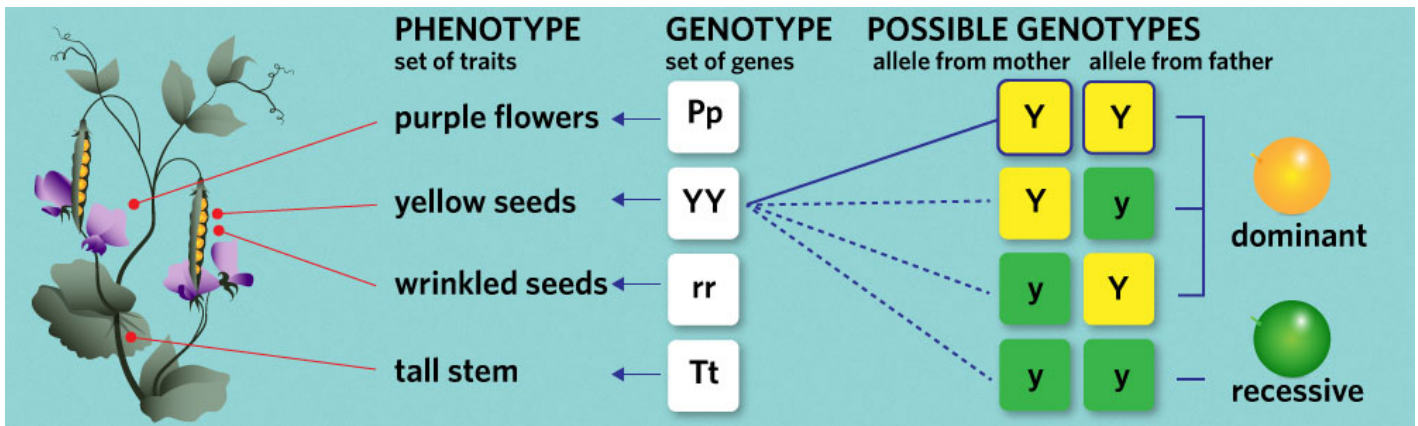 PHENOTYPE
set of traits
purple flowers
yellow seeds
wrinkled seeds
tall stem
GENOTYPE
set of genes
Pp
YY
rr
Tt
POSSIBLE GENOTYPES
allele from mother allele from father
Y Y
Y y
y Y
y y
dominant
recessive